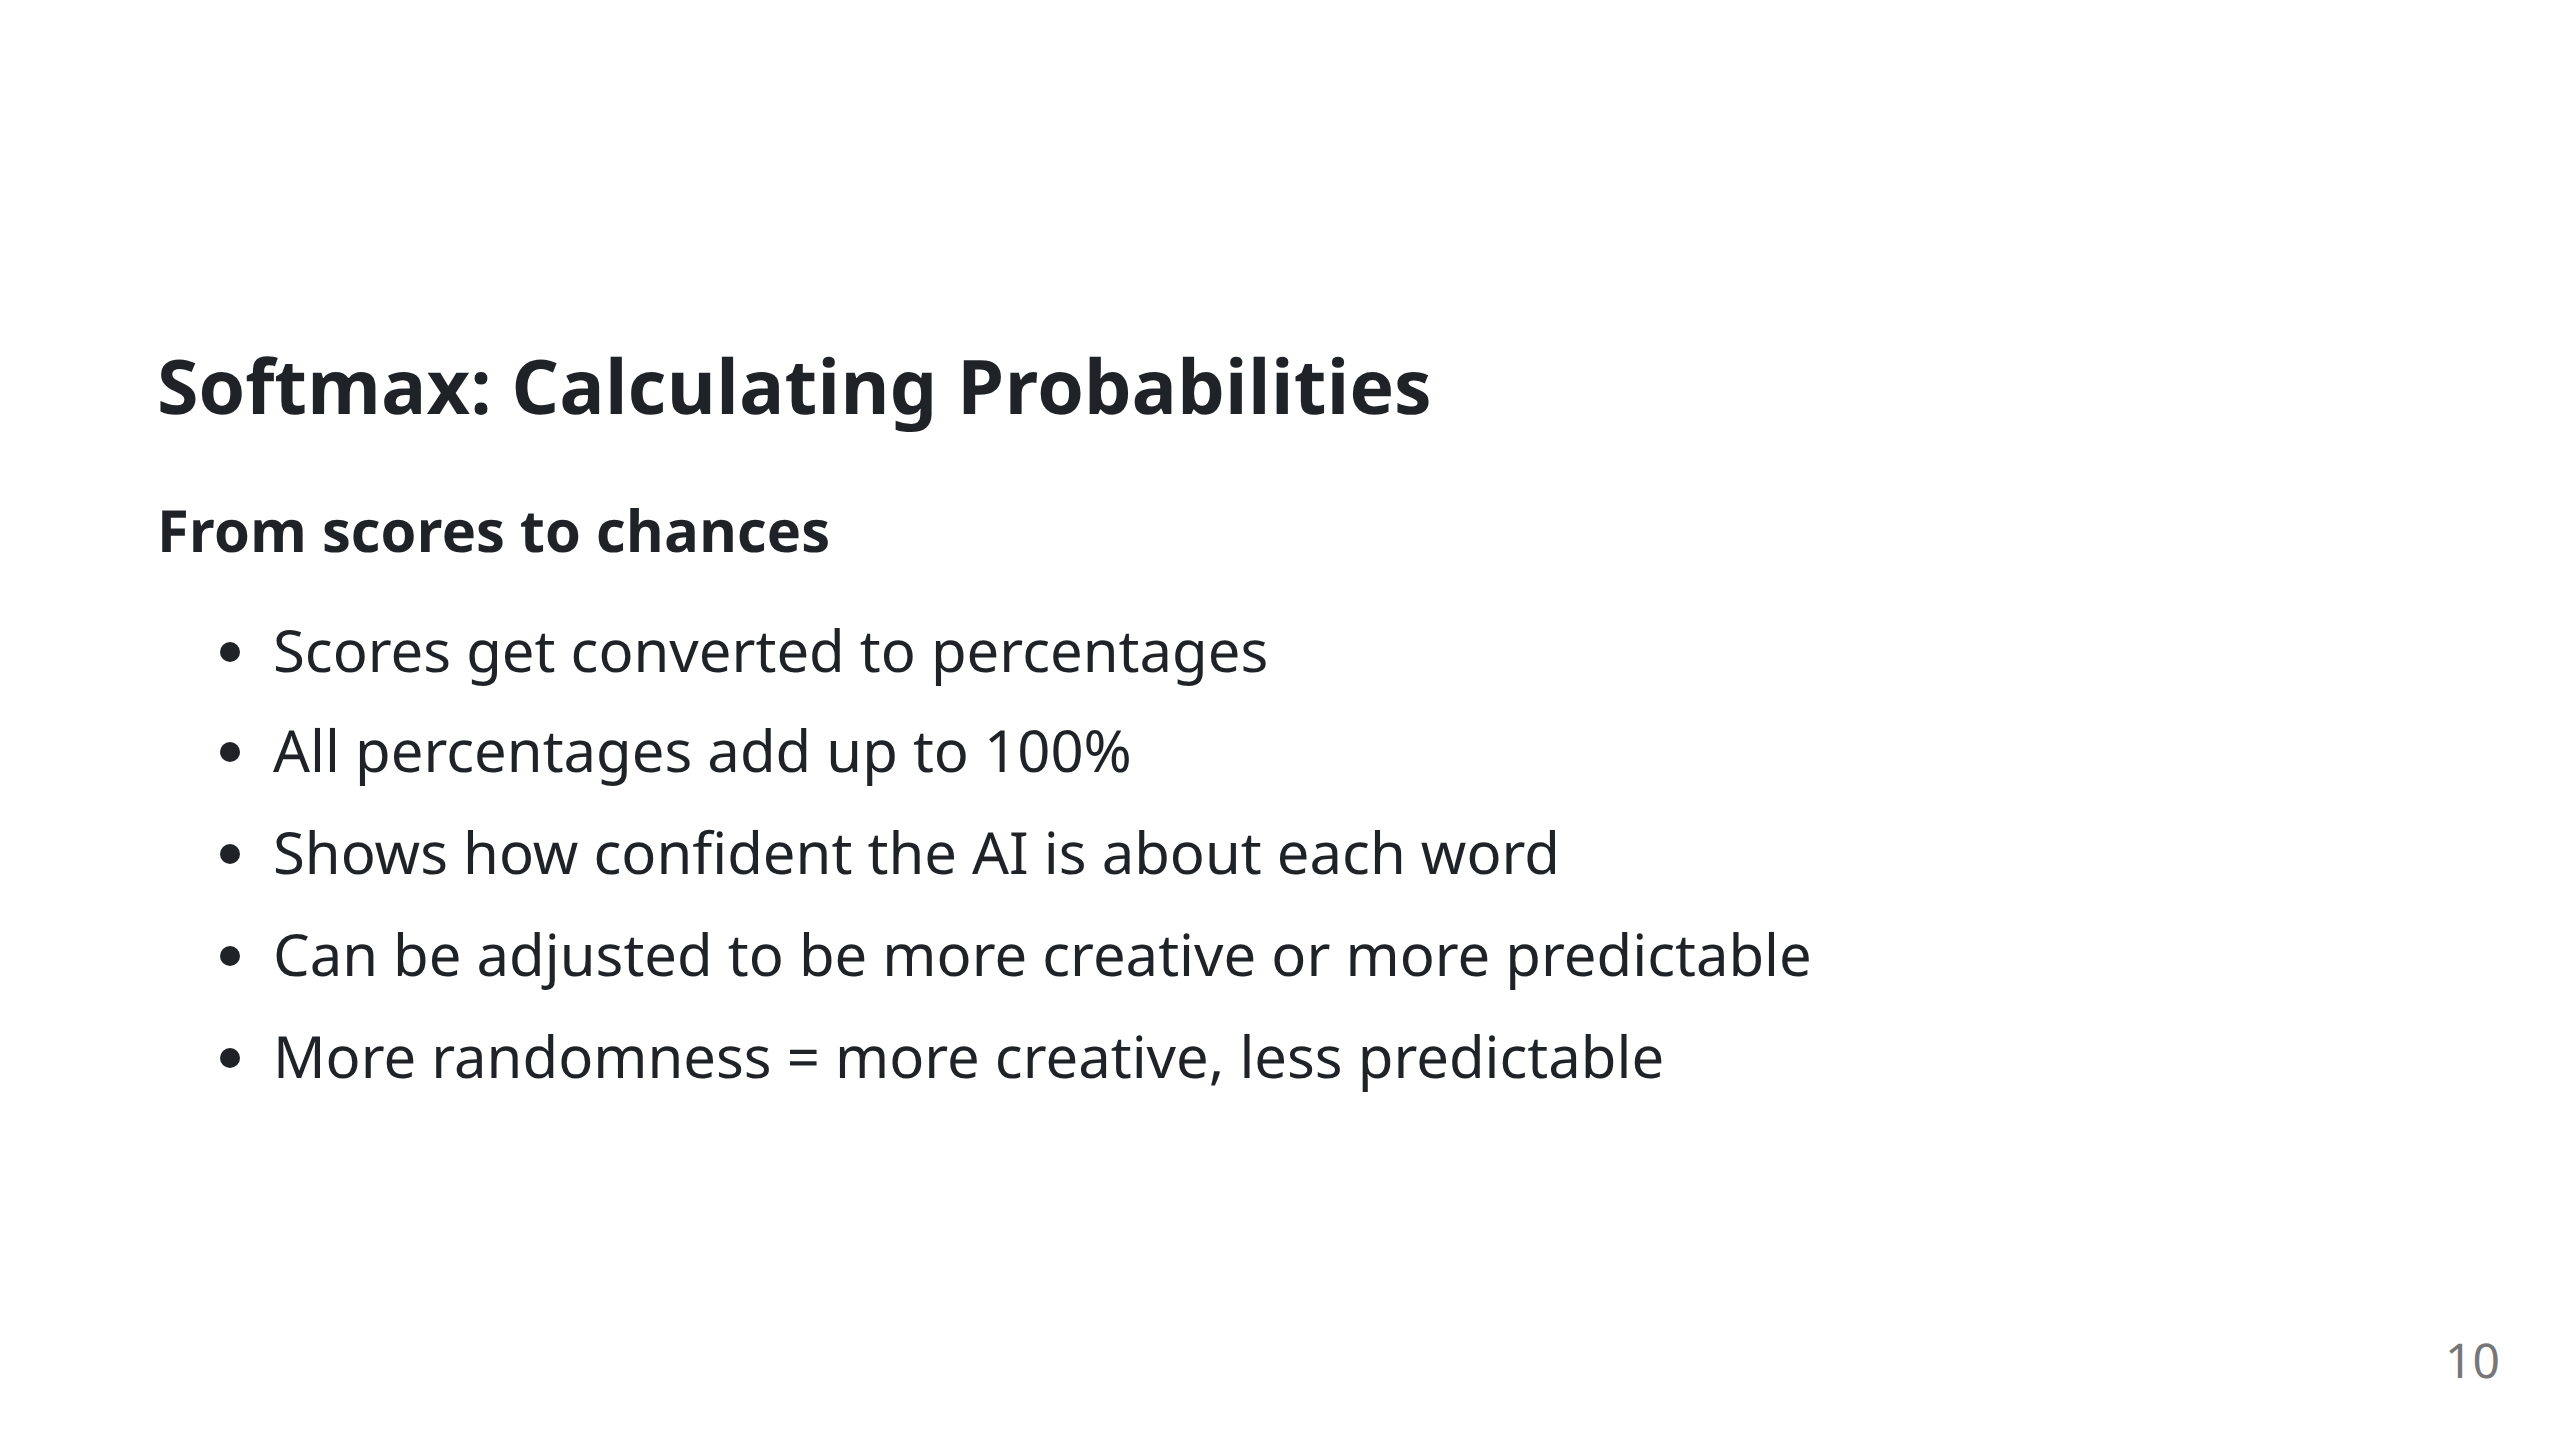 Softmax: Calculating Probabilities
From scores to chances
• Scores get converted to percentages
• All percentages add up to 100%
• Shows how confident the AI is about each word
• Can be adjusted to be more creative or more predictable
• More randomness = more creative, less predictable
10